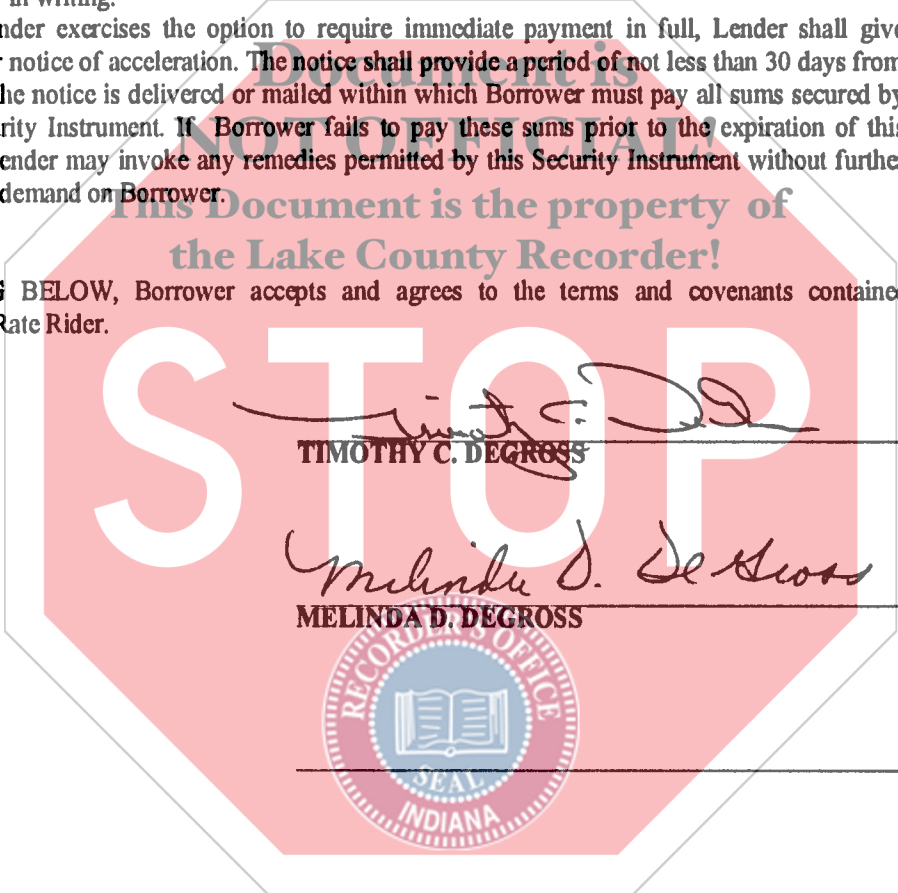 in writing.
nder exercises the option to require immediate payment in full, Lender shall give
notice of acceleration. The notice shall provide a period of not less than 30 days from
he notice is delivered or mailed within which Borrower must pay all sums secured by
rity Instrument. If Borrower fails to pay these sums prior to the expiration of this
ender may invoke any remedies permitted by this Security Instrument without further
demand on Borrower.
Document is
NOT OFFICIAL!
This Document is the property of
the Lake County Recorder!
G BELOW, Borrower accepts and agrees to the terms and covenants contained
Rate Rider.
STOP
Timothy C. De
TIMOTHY C. DEGROSS
Melinda D. DeGross
MELINDA D. DEGROSS
RECORDER'S OFFICE
SEAL
INDIANA